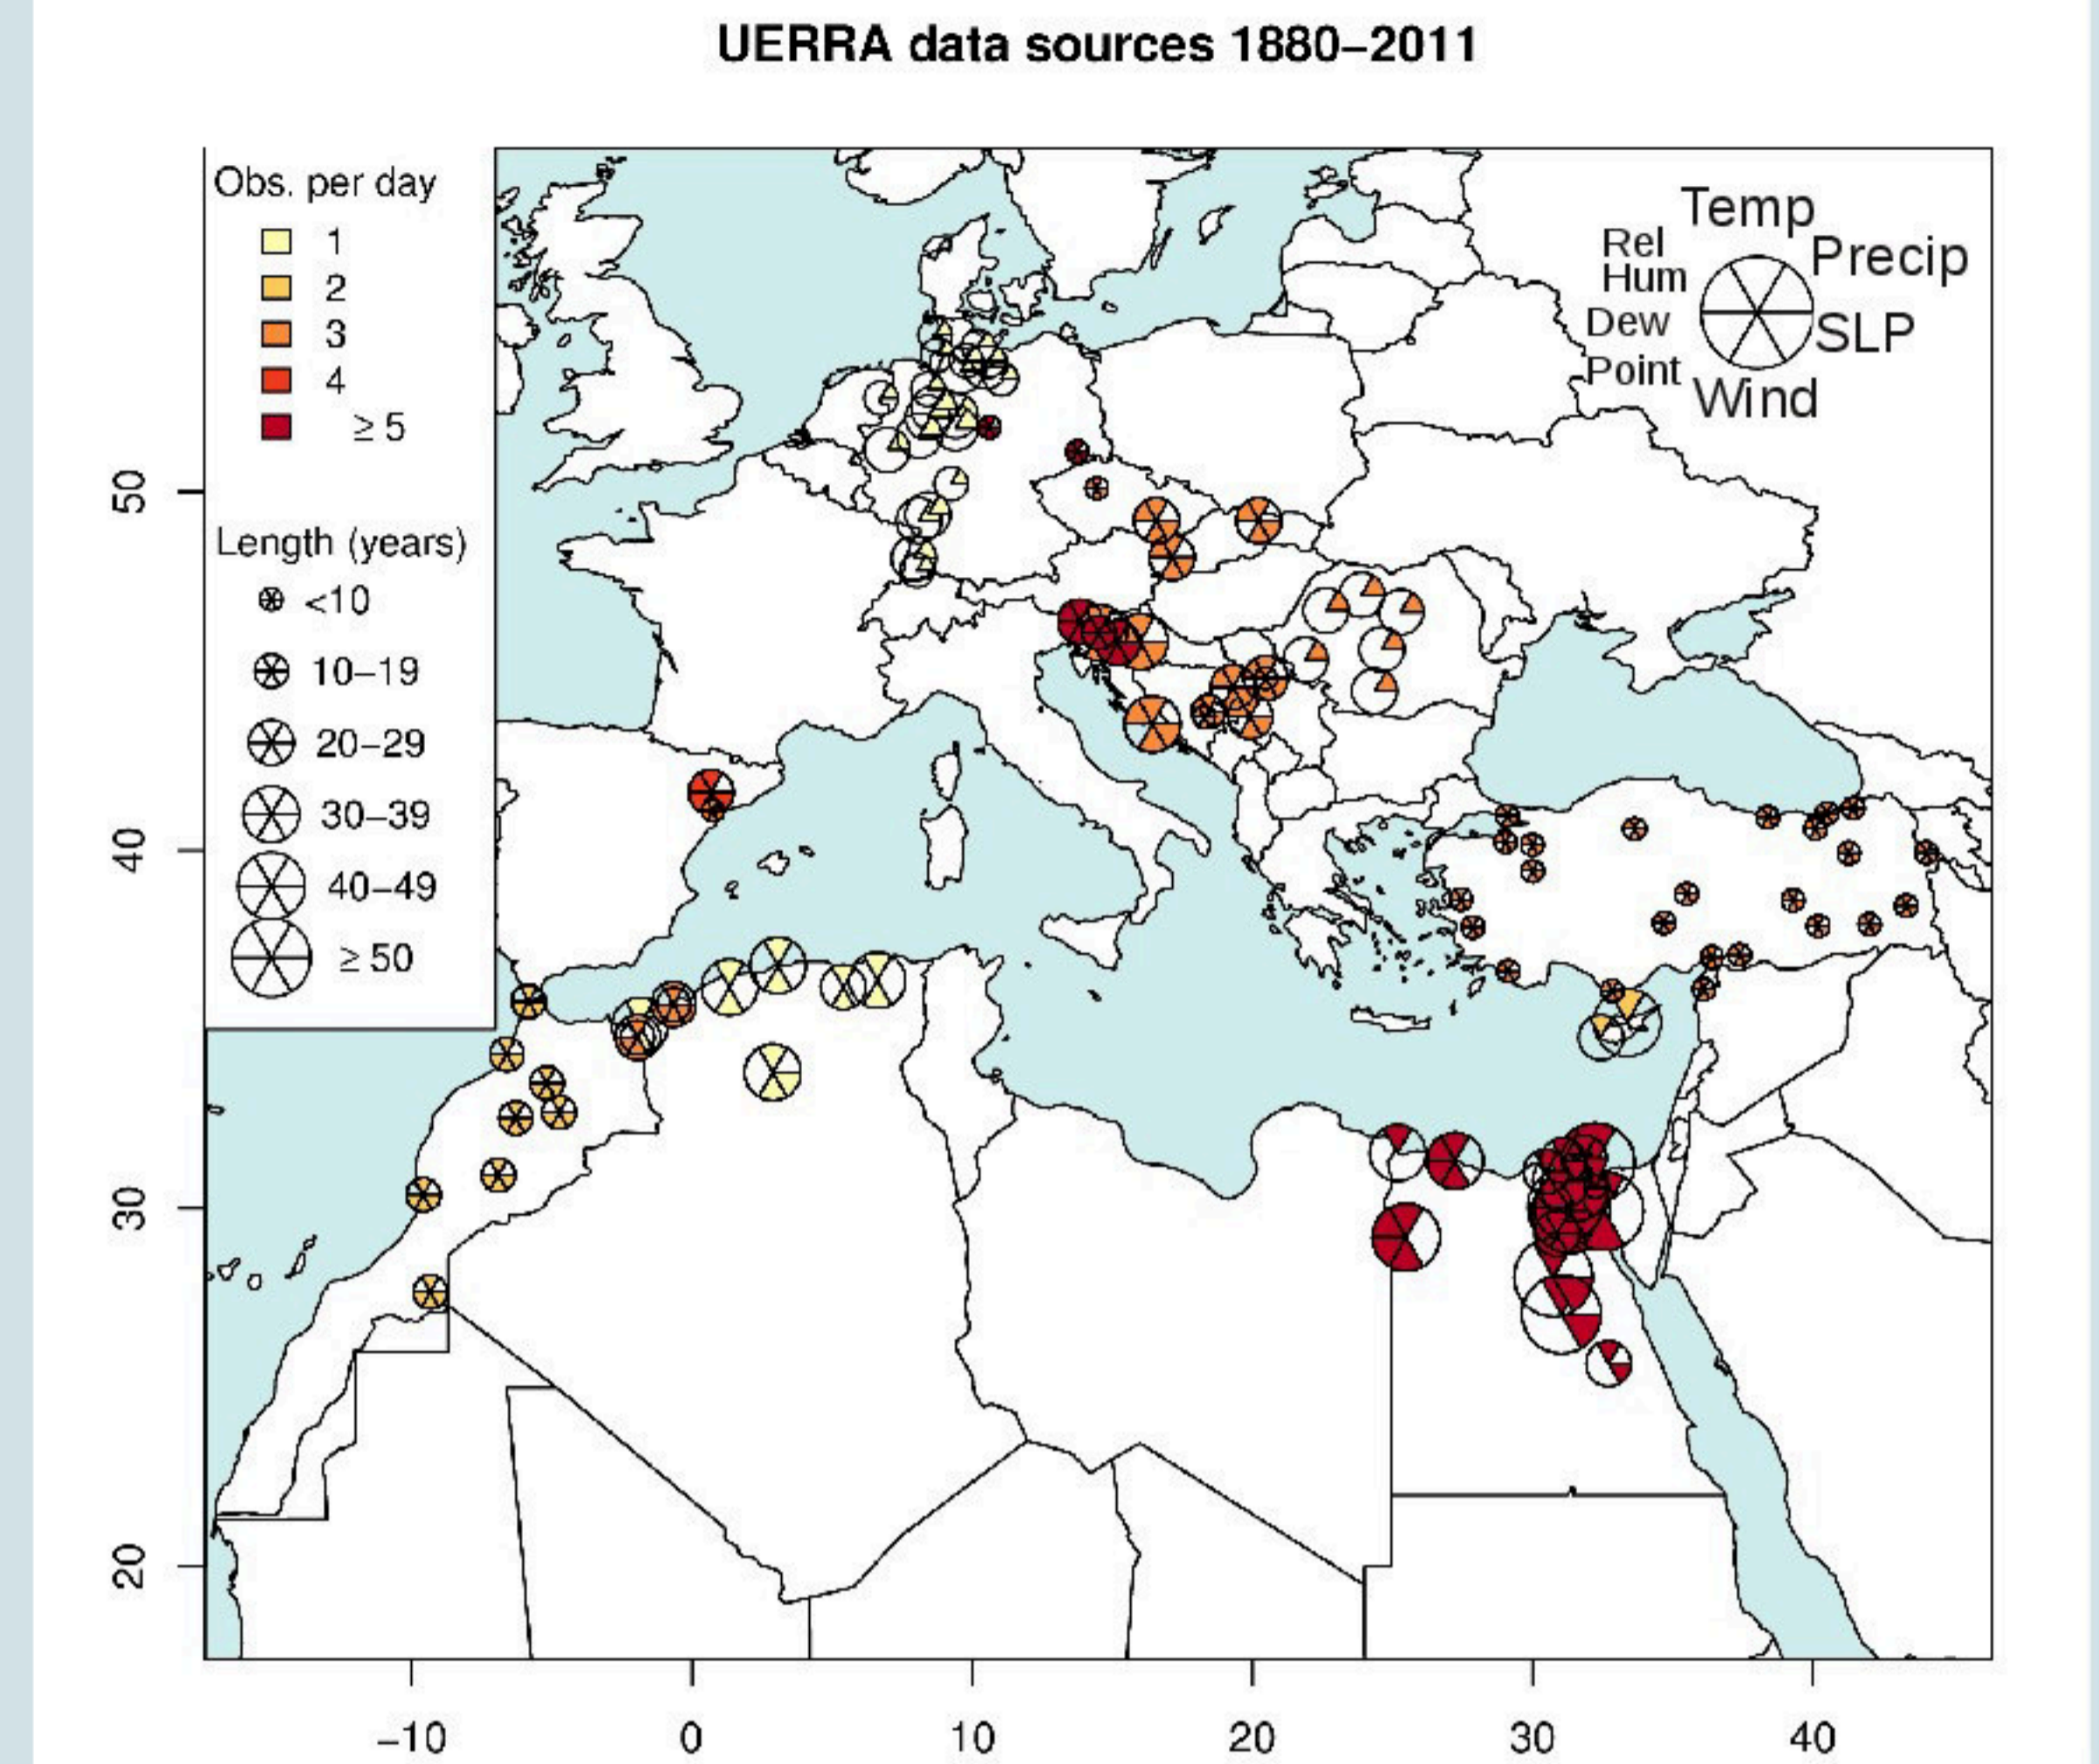 UERRA data sources 1880–2011
Obs. per day
1
2
3
4
≥ 5
Length (years)
<10
10–19
20–29
30–39
40–49
≥ 50
Temp
Rel
Hum
Precip
Dew
Point
SLP
Wind
50
40
30
20
−10
0
10
20
30
40